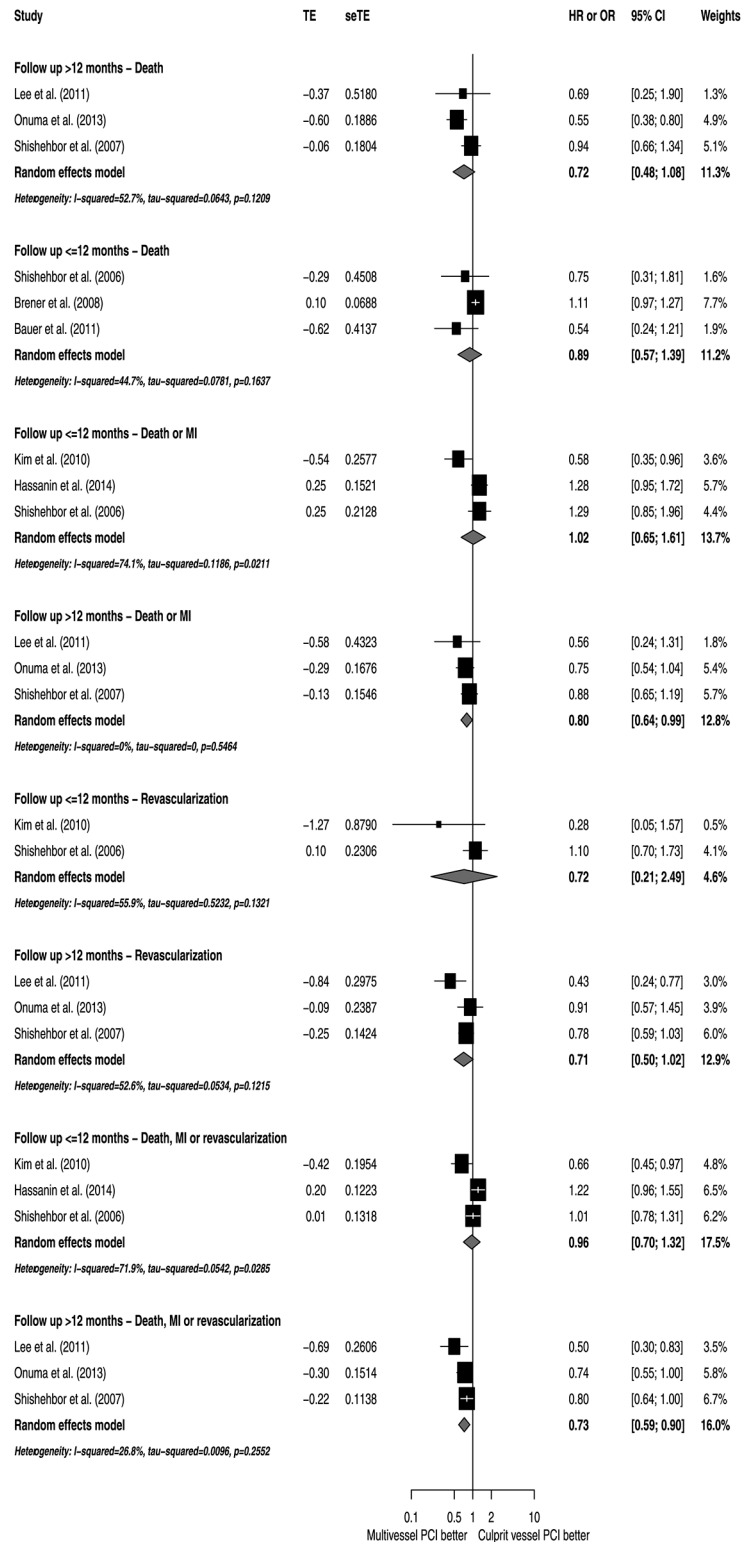 Study TE seTE HR or OR 95% CI Weights
Follow up >12 months − Death
Lee et al. (2011) −0.37 0.5180 0.69 [0.25; 1.90] 1.3%
Onuma et al. (2013) −0.60 0.1886 0.55 [0.38; 0.80] 4.9%
Shishehbor et al. (2007) −0.06 0.1804 0.94 [0.66; 1.34] 5.1%
Random effects model 0.72 [0.48; 1.08] 11.3%
Heterogeneity: I−squared=52.7%, tau−squared=0.0643, p=0.1209
Follow up <=12 months − Death
Shishehbor et al. (2006) −0.29 0.4508 0.75 [0.31; 1.81] 1.6%
Brener et al. (2008) 0.10 0.0688 1.11 [0.97; 1.27] 7.7%
Bauer et al. (2011) −0.62 0.4137 0.54 [0.24; 1.21] 1.9%
Random effects model 0.89 [0.57; 1.39] 11.2%
Heterogeneity: I−squared=44.7%, tau−squared=0.0781, p=0.1637
Follow up <=12 months − Death or MI
Kim et al. (2010) −0.54 0.2577 0.58 [0.35; 0.96] 3.6%
Hassanin et al. (2014) 0.25 0.1521 1.28 [0.95; 1.72] 5.7%
Shishehbor et al. (2006) 0.25 0.2128 1.29 [0.85; 1.96] 4.4%
Random effects model 1.02 [0.65; 1.61] 13.7%
Heterogeneity: I−squared=74.1%, tau−squared=0.1186, p=0.0211
Follow up >12 months − Death or MI
Lee et al. (2011) −0.58 0.4323 0.56 [0.24; 1.31] 1.8%
Onuma et al. (2013) −0.29 0.1676 0.75 [0.54; 1.04] 5.4%
Shishehbor et al. (2007) −0.13 0.1546 0.88 [0.65; 1.19] 5.7%
Random effects model 0.80 [0.64; 0.99] 12.8%
Heterogeneity: I−squared=0%, tau−squared=0, p=0.5464
Follow up <=12 months − Revascularization
Kim et al. (2010) −1.27 0.8790 0.28 [0.05; 1.57] 0.5%
Shishehbor et al. (2006) 0.10 0.2306 1.10 [0.70; 1.73] 4.1%
Random effects model 0.72 [0.21; 2.49] 4.6%
Heterogeneity: I−squared=55.9%, tau−squared=0.5232, p=0.1321
Follow up >12 months − Revascularization
Lee et al. (2011) −0.84 0.2975 0.43 [0.24; 0.77] 3.0%
Onuma et al. (2013) −0.09 0.2387 0.91 [0.57; 1.45] 3.9%
Shishehbor et al. (2007) −0.25 0.1424 0.78 [0.59; 1.03] 6.0%
Random effects model 0.71 [0.50; 1.02] 12.9%
Heterogeneity: I−squared=52.6%, tau−squared=0.0534, p=0.1215
Follow up <=12 months − Death, MI or revascularization
Kim et al. (2010) −0.42 0.1954 0.66 [0.45; 0.97] 4.8%
Hassanin et al. (2014) 0.20 0.1223 1.22 [0.96; 1.55] 6.5%
Shishehbor et al. (2006) 0.01 0.1318 1.01 [0.78; 1.31] 6.2%
Random effects model 0.96 [0.70; 1.32] 17.5%
Heterogeneity: I−squared=71.9%, tau−squared=0.0542, p=0.0285
Follow up >12 months − Death, MI or revascularization
Lee et al. (2011) −0.69 0.2606 0.50 [0.30; 0.83] 3.5%
Onuma et al. (2013) −0.30 0.1514 0.74 [0.55; 1.00] 5.8%
Shishehbor et al. (2007) −0.22 0.1138 0.80 [0.64; 1.00] 6.7%
Random effects model 0.73 [0.59; 0.90] 16.0%
Heterogeneity: I−squared=26.8%, tau−squared=0.0096, p=0.2552
0.1 0.5 1 2 10
Multivessel PCI better Culprit vessel PCI better